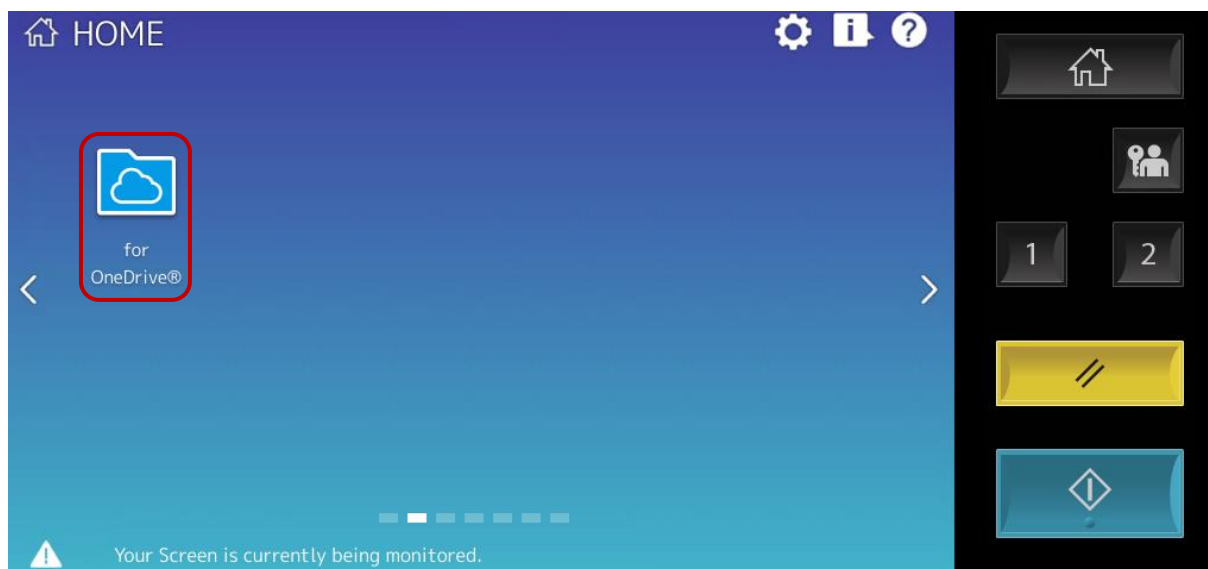 HOME
i
?
for
OneDrive®
1
2
Your Screen is currently being monitored.